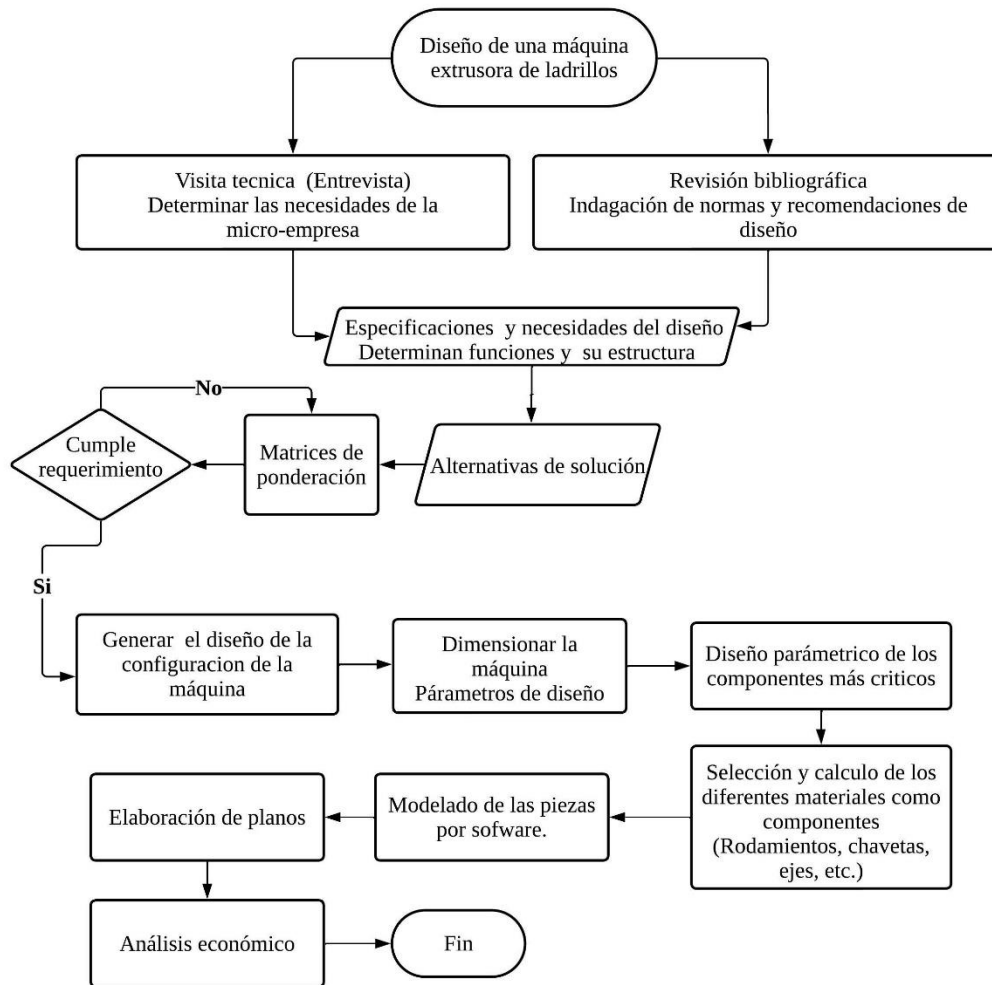 Diseño de una máquina
extrusora de ladrillos
Visita tecnica (Entrevista)
Determinar las necesidades de la
micro-empresa
Revisión bibliográfica
Indagación de normas y recomendaciones de
diseño
Especificaciones y necesidades del diseño
Determinan funciones y su estructura
No
Cumple
requerimiento
Matrices de
ponderación
Alternativas de solución
Si
Generar el diseño de la
configuracion de la
máquina
Dimensionar la
máquina
Párametros de diseño
Diseño parámetrico de los
componentes más criticos
Selección y calculo de los
diferentes materiales como
componentes
(Rodamientos, chavetas,
ejes, etc.)
Modelado de las piezas
por sofware.
Elaboración de planos
Análisis económico
Fin